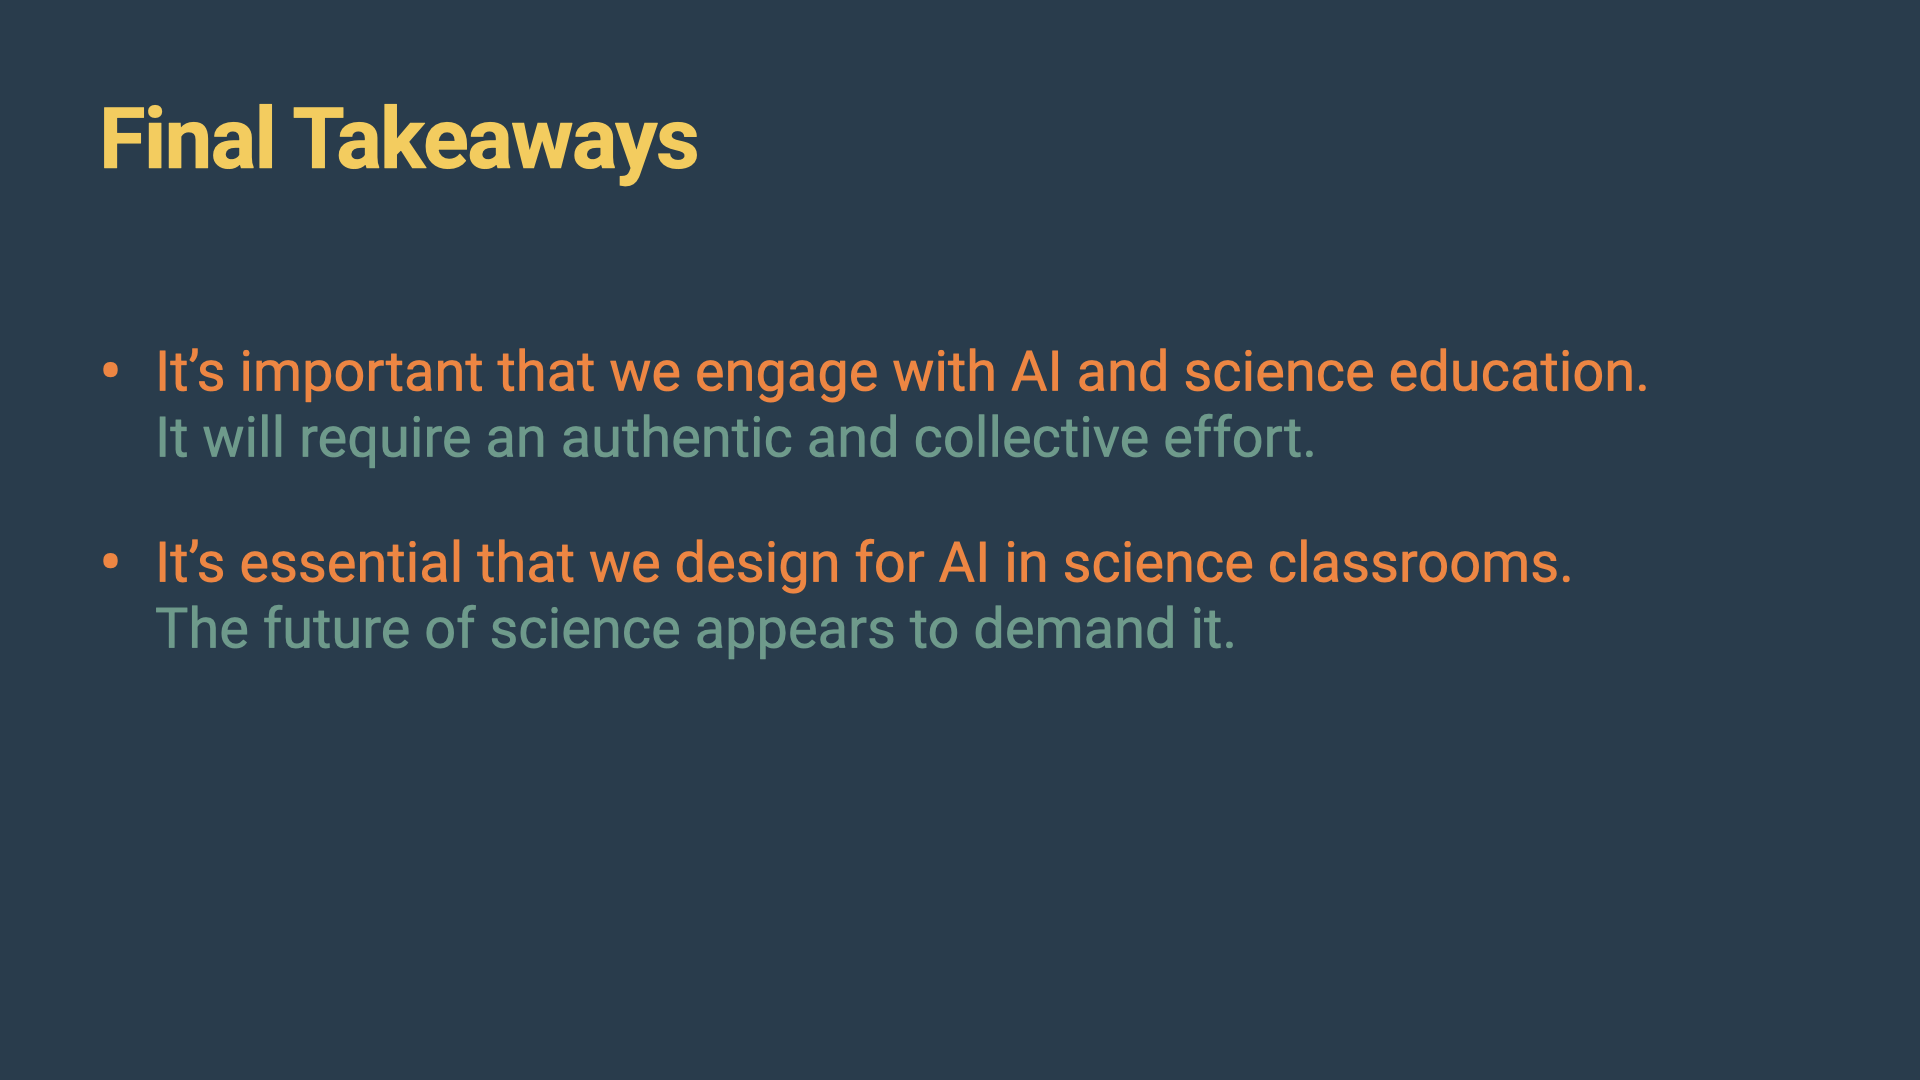 Final Takeaways
• It’s important that we engage with AI and science education.
It will require an authentic and collective effort.
• It’s essential that we design for AI in science classrooms.
The future of science appears to demand it.